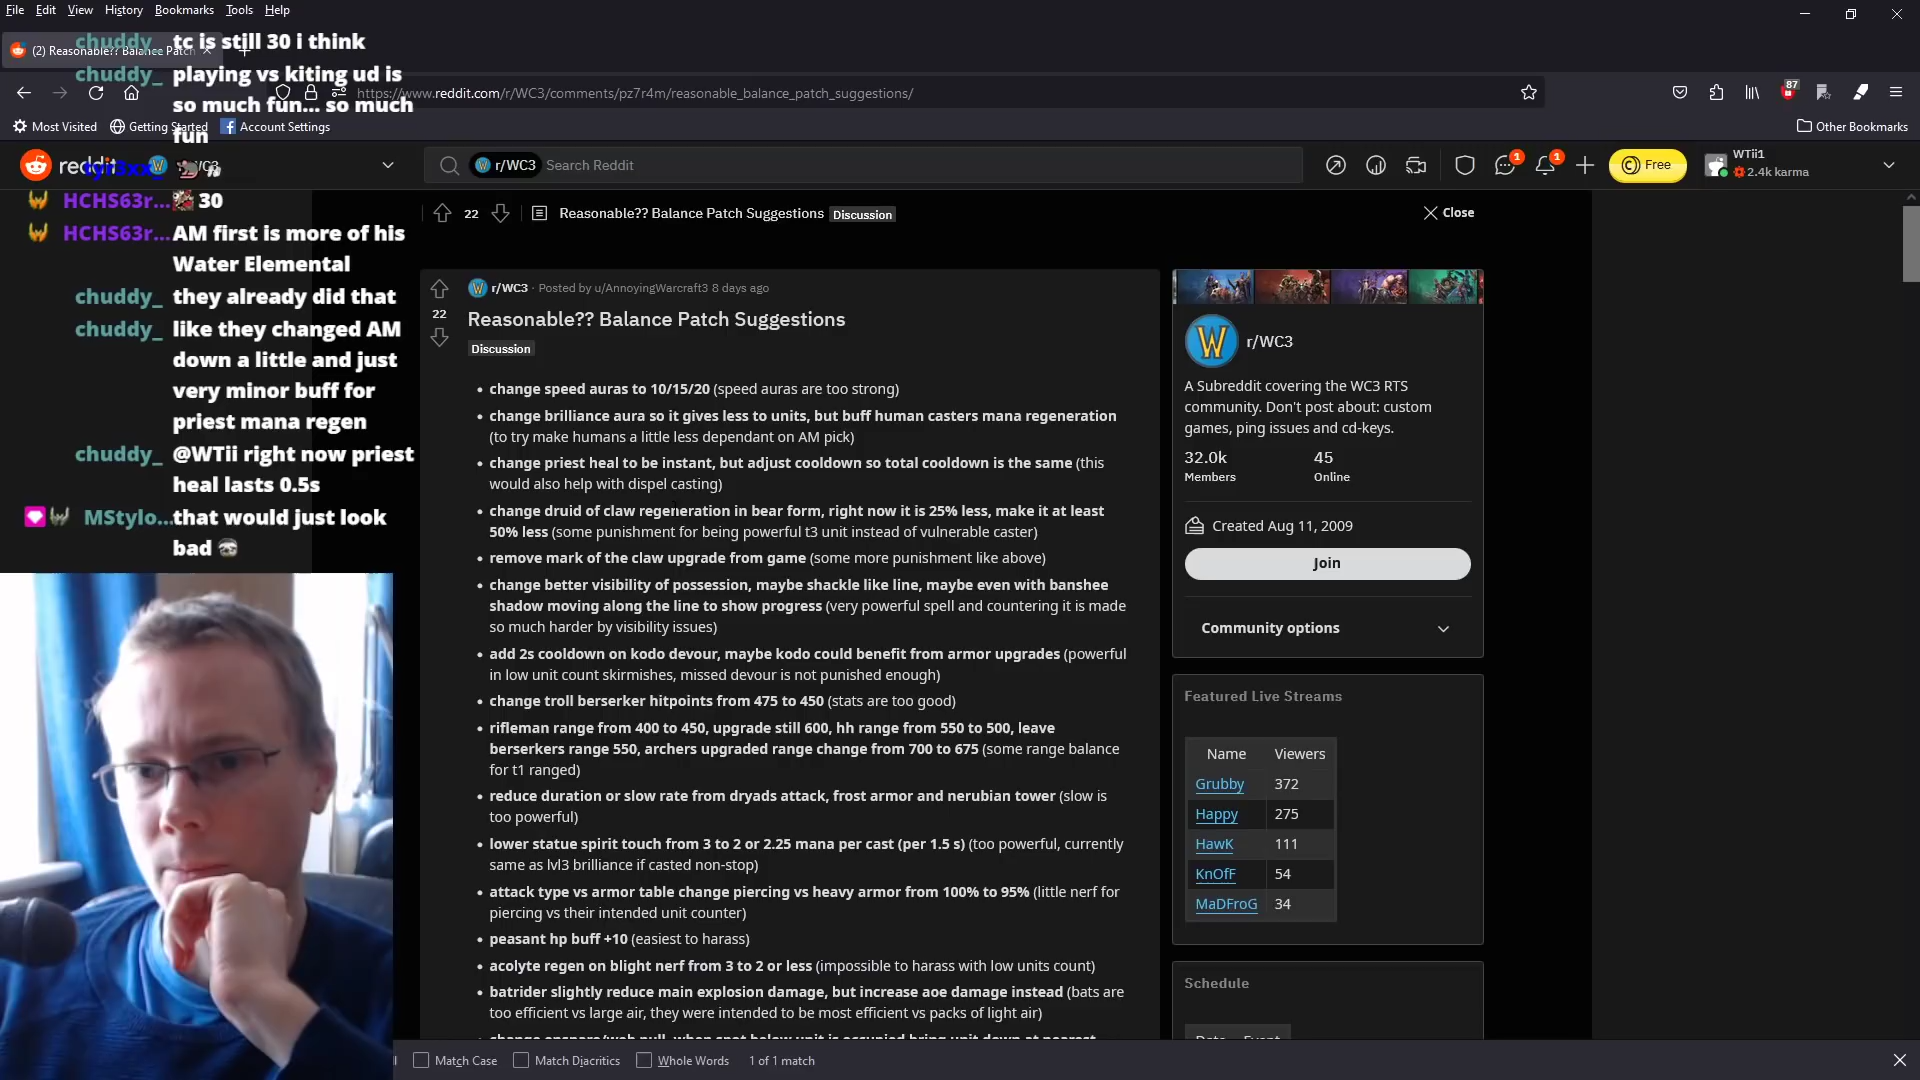 File Edit View History Bookmarks Tools Help
(2) Reasonable?? Balance Patch
https://www.reddit.com/r/WC3/comments/pz7r4m/reasonable_balance_patch_suggestions/
87
Most Visited Getting Started Account Settings
Other Bookmarks
chuddy_ tc is still 30 i think
chuddy_ playing vs kiting ud is
so much fun... so much
fun
HCHS63r... 30
HCHS63r... AM first is more of his
Water Elemental
chuddy_ they already did that
chuddy_ like they changed AM
down a little and just
very minor buff for
priest mana regen
chuddy_ @WTii right now priest
heal lasts 0.5s
MStylo... that would just look
bad
reddit
r/WC3 Search Reddit
1 1
Free
WTii1
2.4k karma
22 Reasonable?? Balance Patch Suggestions Discussion
Close
r/WC3 · Posted by u/AnnoyingWarcraft3 8 days ago
22
Reasonable?? Balance Patch Suggestions
Discussion
• change speed auras to 10/15/20 (speed auras are too strong)
• change brilliance aura so it gives less to units, but buff human casters mana regeneration
(to try make humans a little less dependant on AM pick)
• change priest heal to be instant, but adjust cooldown so total cooldown is the same (this
would also help with dispel casting)
• change druid of claw regeneration in bear form, right now it is 25% less, make it at least
50% less (some punishment for being powerful t3 unit instead of vulnerable caster)
• remove mark of the claw upgrade from game (some more punishment like above)
• change better visibility of possession, maybe shackle like line, maybe even with banshee
shadow moving along the line to show progress (very powerful spell and countering it is made
so much harder by visibility issues)
• add 2s cooldown on kodo devour, maybe kodo could benefit from armor upgrades (powerful
in low unit count skirmishes, missed devour is not punished enough)
• change troll berserker hitpoints from 475 to 450 (stats are too good)
• rifleman range from 400 to 450, upgrade still 600, hh range from 550 to 500, leave
berserkers range 550, archers upgraded range change from 700 to 675 (some range balance
for t1 ranged)
• reduce duration or slow rate from dryads attack, frost armor and nerubian tower (slow is
too powerful)
• lower statue spirit touch from 3 to 2 or 2.25 mana per cast (per 1.5 s) (too powerful, currently
same as lvl3 brilliance if casted non-stop)
• attack type vs armor table change piercing vs heavy armor from 100% to 95% (little nerf for
piercing vs their intended unit counter)
• peasant hp buff +10 (easiest to harass)
• acolyte regen on blight nerf from 3 to 2 or less (impossible to harass with low units count)
• batrider slightly reduce main explosion damage, but increase aoe damage instead (bats are
too efficient vs large air, they were intended to be most efficient vs packs of light air)
r/WC3
A Subreddit covering the WC3 RTS
community. Don't post about: custom
games, ping issues and cd-keys.
32.0k 45
Members Online
Created Aug 11, 2009
Join
Community options
Featured Live Streams
Name Viewers
Grubby 372
Happy 275
HawK 111
KnOfF 54
MaDFroG 34
Schedule
Match Case Match Diacritics Whole Words 1 of 1 match